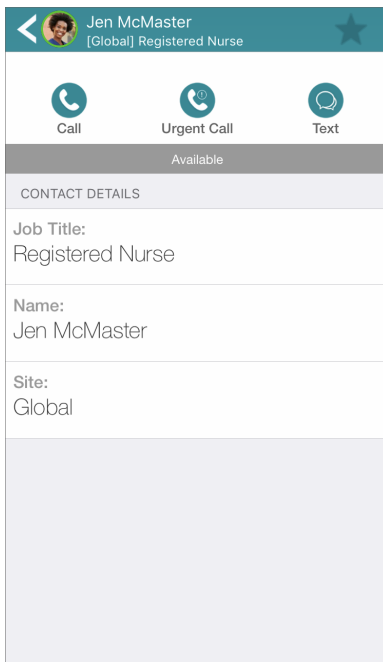 Jen McMaster
[Global] Registered Nurse
Call
Urgent Call
Text
Available
CONTACT DETAILS
Job Title:
Registered Nurse
Name:
Jen McMaster
Site:
Global